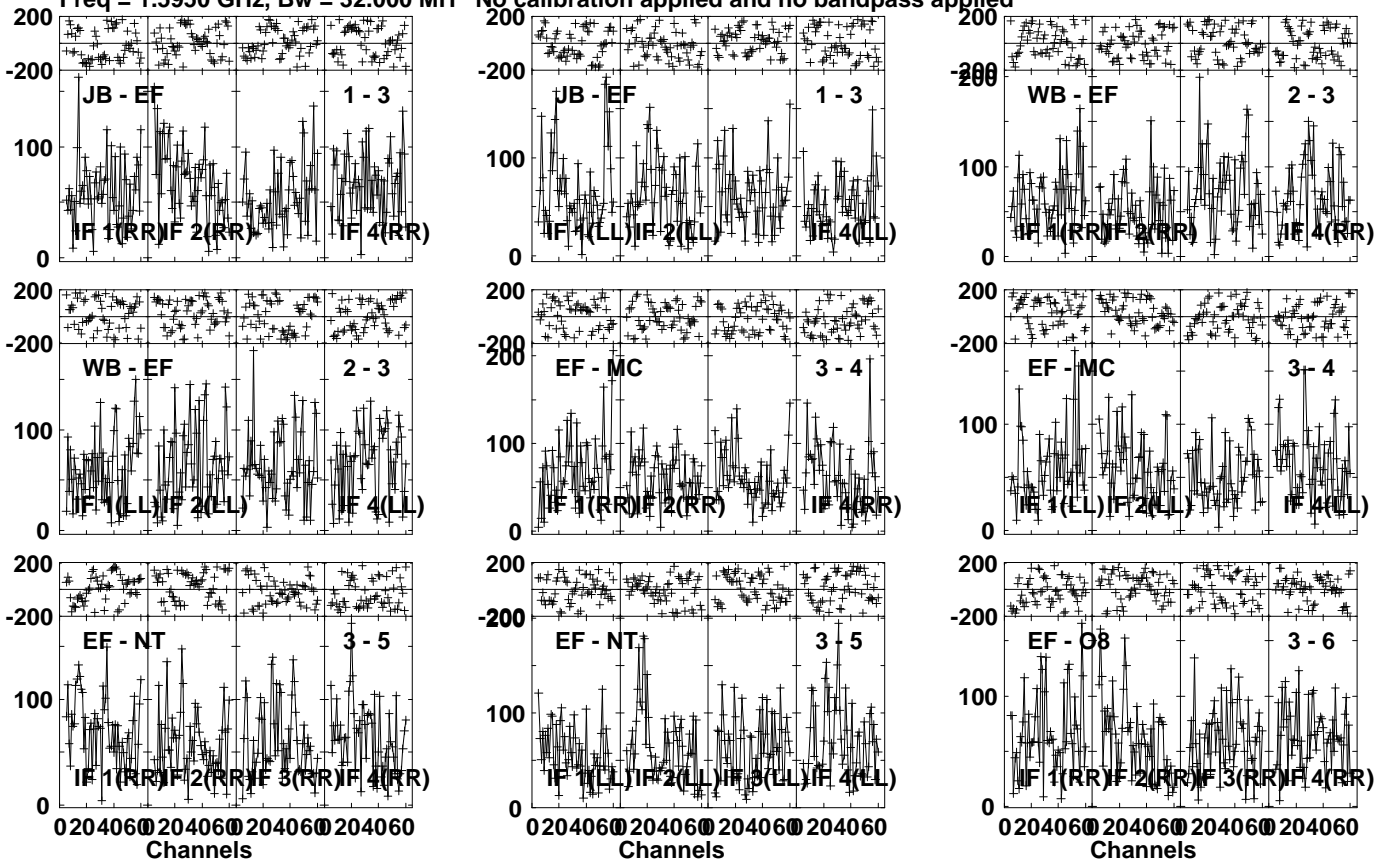 Freq = 1.5950 GHz, Bw = 32.000 MH No calibration applied and no bandpass applied
200
-200
JB - EF 1 - 3
100
IF 1(RR) IF 2(RR) IF 4(RR)
0
200
-200
JB - EF 1 - 3
100
IF 1(LL) IF 2(LL) IF 4(LL)
0
200
-200
200
WB - EF 2 - 3
100
IF 1(RR) IF 2(RR) IF 4(RR)
0
200
-200
WB - EF 2 - 3
100
IF 1(LL) IF 2(LL) IF 4(LL)
0
200
-200
200
EF - MC 3 - 4
100
IF 1(RR) IF 2(RR) IF 4(RR)
0
200
-200
EF - MC 3 - 4
100
IF 1(LL) IF 2(LL) IF 4(LL)
0
200
-200
EF - NT 3 - 5
100
IF 1(RR) IF 2(RR) IF 3(RR) IF 4(RR)
0
0 20 40 60 0 20 40 60 0 20 40 60 0 20 40 60
Channels
200
-200
200
EF - NT 3 - 5
100
IF 1(LL) IF 2(LL) IF 3(LL) IF 4(LL)
0
0 20 40 60 0 20 40 60 0 20 40 60 0 20 40 60
Channels
200
-200
EF - O8 3 - 6
100
IF 1(RR) IF 2(RR) IF 3(RR) IF 4(RR)
0
0 20 40 60 0 20 40 60 0 20 40 60 0 20 40 60
Channels